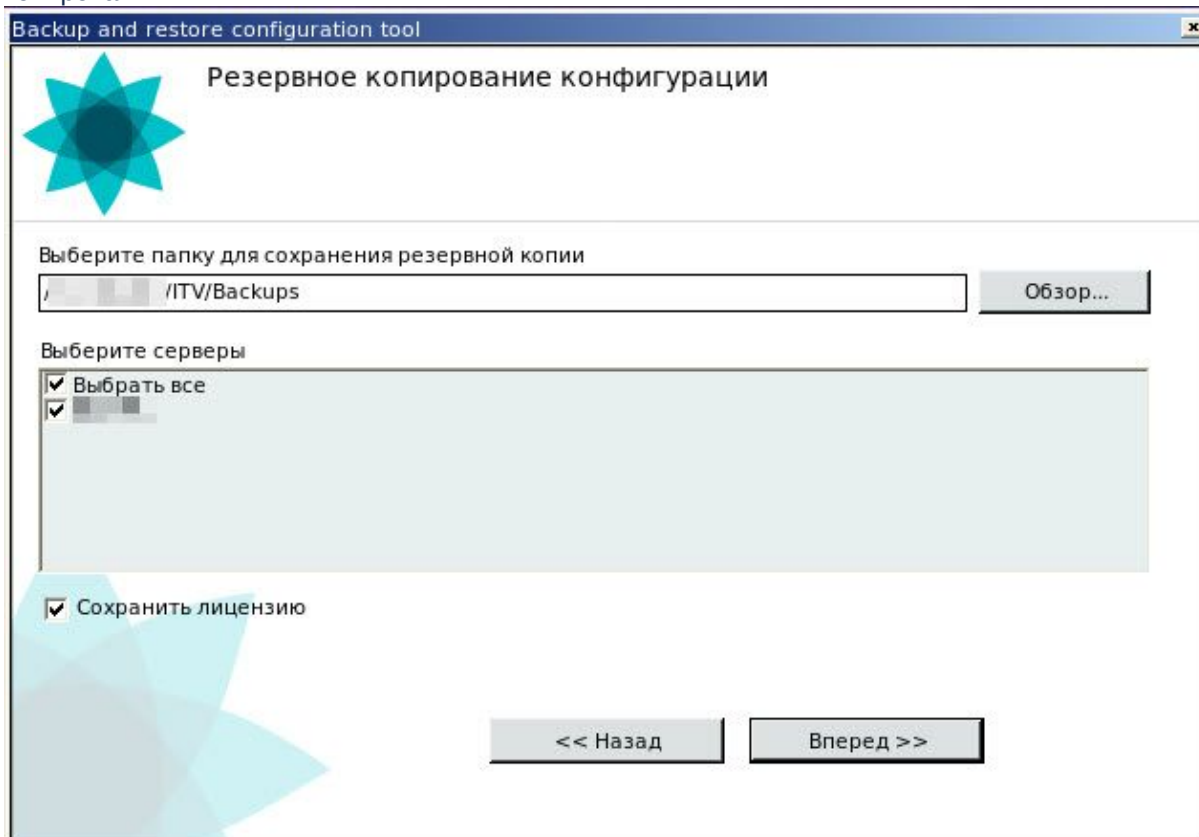 Backup and restore configuration tool
Резервное копирование конфигурации
Выберите папку для сохранения резервной копии
/ITV/Backups
Обзор...
Выберите серверы
Выбрать все
Сохранить лицензию
<< Назад
Вперед >>